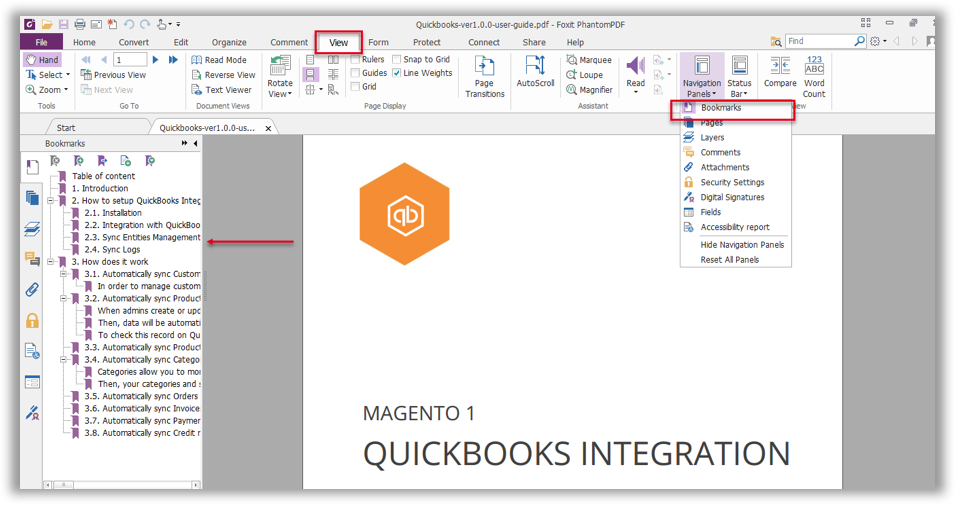 Quickbooks-ver1.0.0-user-guide.pdf - Foxit PhantomPDF
File Home Convert Edit Organize Comment View Form Protect Connect Share Help Find
Hand 1 Read Mode Rulers Snap to Grid Marquee
Select Previous View Reverse View Guides Line Weights Loupe
Zoom Next View Text Viewer Grid Magnifier
Rotate View Page Transitions AutoScroll Read Navigation Panels Status Bar Compare 123 ABC Word Count
Tools Go To Document Views Page Display Assistant View
Start Quickbooks-ver1.0.0-us...
Bookmarks
Table of content
1. Introduction
2. How to setup QuickBooks Integ
2.1. Installation
2.2. Integration with QuickBoo
2.3. Sync Entities Management
2.4. Sync Logs
3. How does it work
3.1. Automatically sync Custom
In order to manage custom
3.2. Automatically sync Product
When admins create or upd
Then, data will be automati
To check this record on Qu
3.3. Automatically sync Product
3.4. Automatically sync Catego
Categories allow you to mor
Then, your categories and s
3.5. Automatically sync Orders
3.6. Automatically sync Invoice
3.7. Automatically sync Paymer
3.8. Automatically sync Credit r
qb
MAGENTO 1
QUICKBOOKS INTEGRATION
Bookmarks
Pages
Layers
Comments
Attachments
Security Settings
Digital Signatures
Fields
Accessibility report
Hide Navigation Panels
Reset All Panels